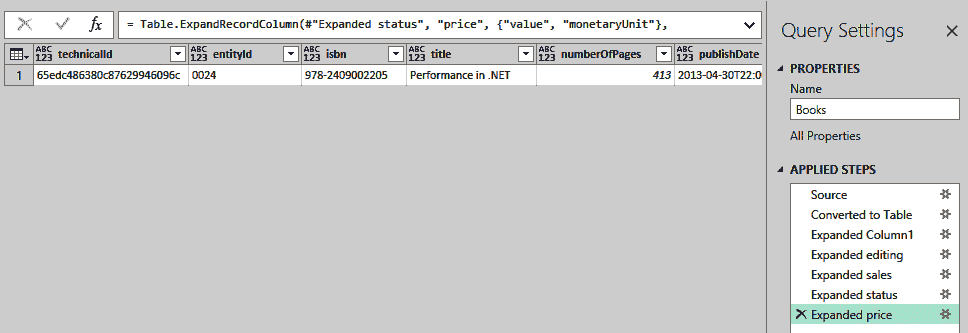 fx = Table.ExpandRecordColumn(#"Expanded status", "price", {"value", "monetaryUnit"},
ABC 123 technicalId ABC 123 entityId ABC 123 isbn ABC 123 title ABC 123 numberOfPages ABC 123 publishDate
1 65edc486380c87629946096c 0024 978-2409002205 Performance in .NET 413 2013-04-30T22:0
Query Settings
PROPERTIES
Name
Books
All Properties
APPLIED STEPS
Source
Converted to Table
Expanded Column1
Expanded editing
Expanded sales
Expanded status
Expanded price